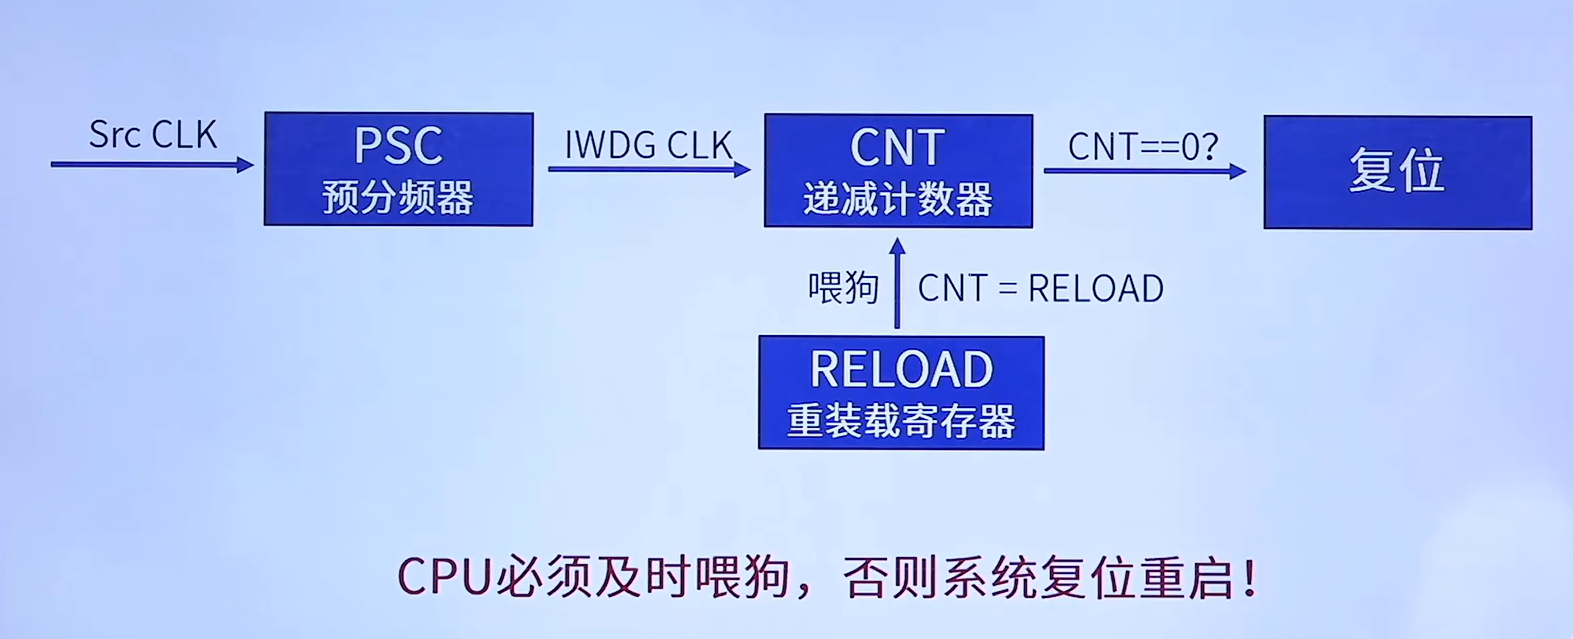 Src CLK
PSC
预分频器
IWDG CLK
CNT
递减计数器
CNT==0?
复位
喂狗
CNT = RELOAD
RELOAD
重装载寄存器
CPU必须及时喂狗，否则系统复位重启！